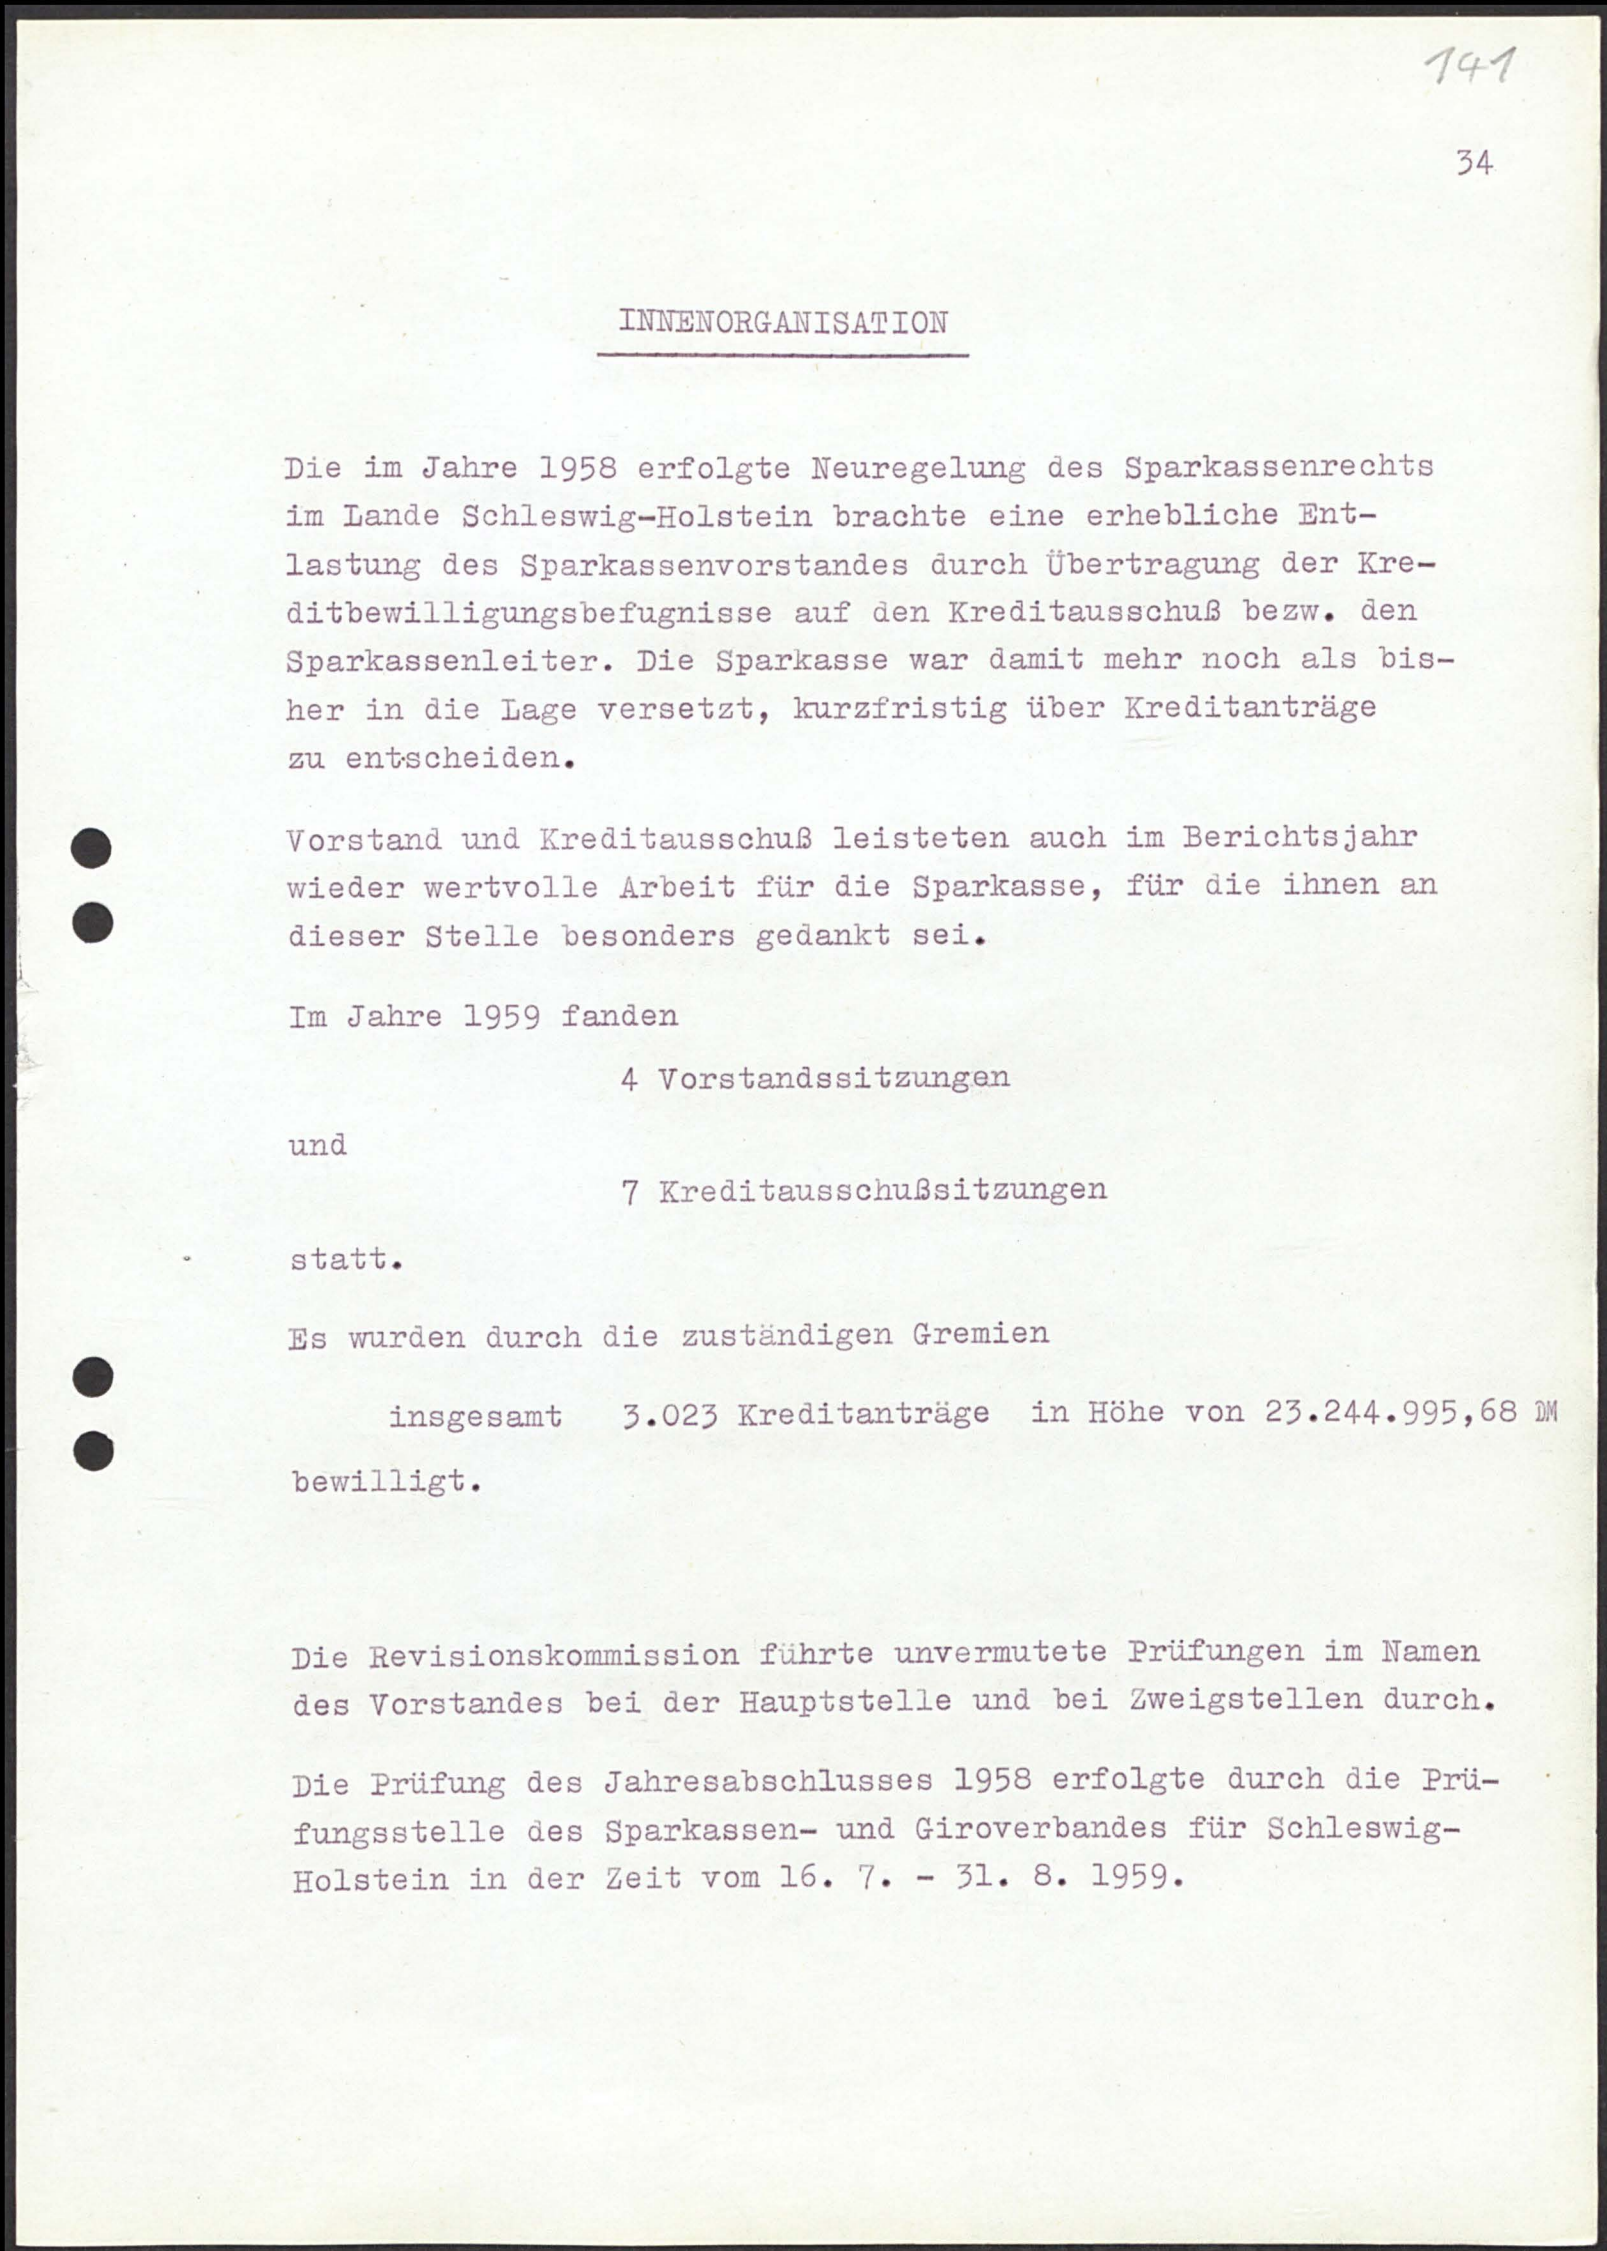 141
34
INNENORGANISATION
Die im Jahre 1958 erfolgte Neuregelung des Sparkassenrechts
im Lande Schleswig-Holstein brachte eine erhebliche Ent-
lastung des Sparkassenvorstandes durch Übertragung der Kre-
ditbewilligungsbefugnisse auf den Kreditausschuß bezw. den
Sparkassenleiter. Die Sparkasse war damit mehr noch als bis-
her in die Lage versetzt, kurzfristig über Kreditanträge
zu entscheiden.
Vorstand und Kreditausschuß leisteten auch im Berichtsjahr
wieder wertvolle Arbeit für die Sparkasse, für die ihnen an
dieser Stelle besonders gedankt sei.
Im Jahre 1959 fanden
4 Vorstandssitzungen
und
7 Kreditausschußsitzungen
statt.
Es wurden durch die zuständigen Gremien
insgesamt 3.023 Kreditanträge in Höhe von 23.244.995,68 DM
bewilligt.
Die Revisionskommission führte unvermutete Prüfungen im Namen
des Vorstandes bei der Hauptstelle und bei Zweigstellen durch.
Die Prüfung des Jahresabschlusses 1958 erfolgte durch die Prü-
fungsstelle des Sparkassen- und Giroverbandes für Schleswig-
Holstein in der Zeit vom 16. 7. - 31. 8. 1959.